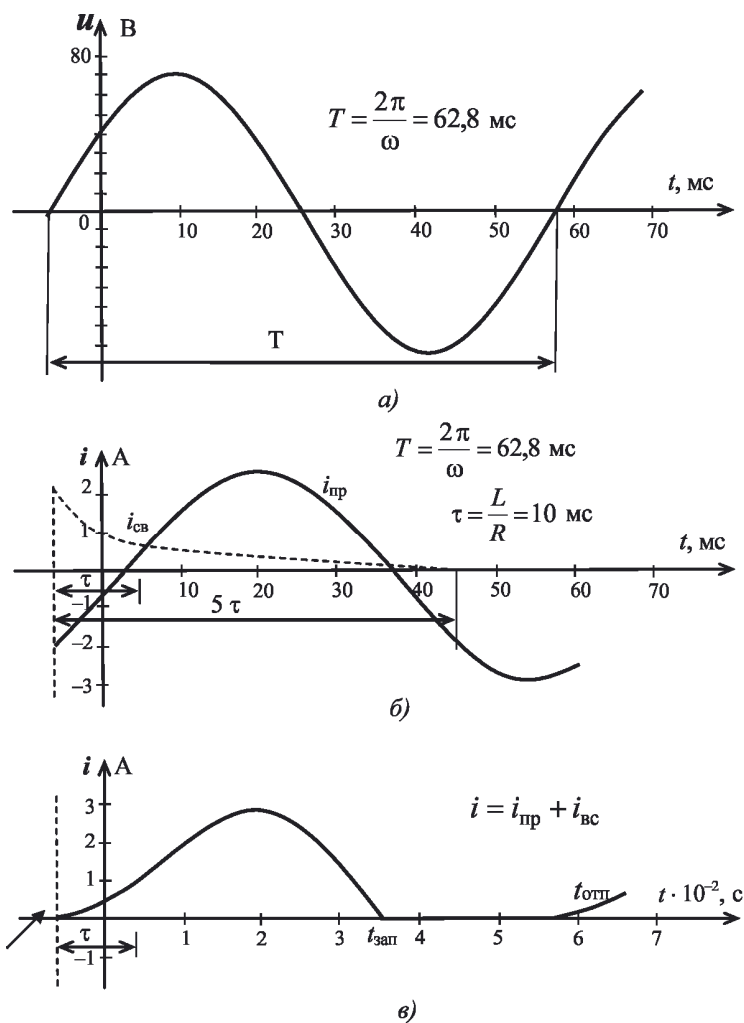 u В
80
T = 2π/ω = 62,8 мс
t, мс
0 10 20 30 40 50 60 70
T
а)
i А
T = 2π/ω = 62,8 мс
2
iпр
τ = L/R = 10 мс
iсв
1
t, мс
τ 10 20 30 40 50 60 70
–1
5 τ
–2
–3
б)
i А
3
i = iпр + iвс
2
1
tотп t · 10⁻², с
τ 1 2 3 tзап 4 5 6 7
–1
в)